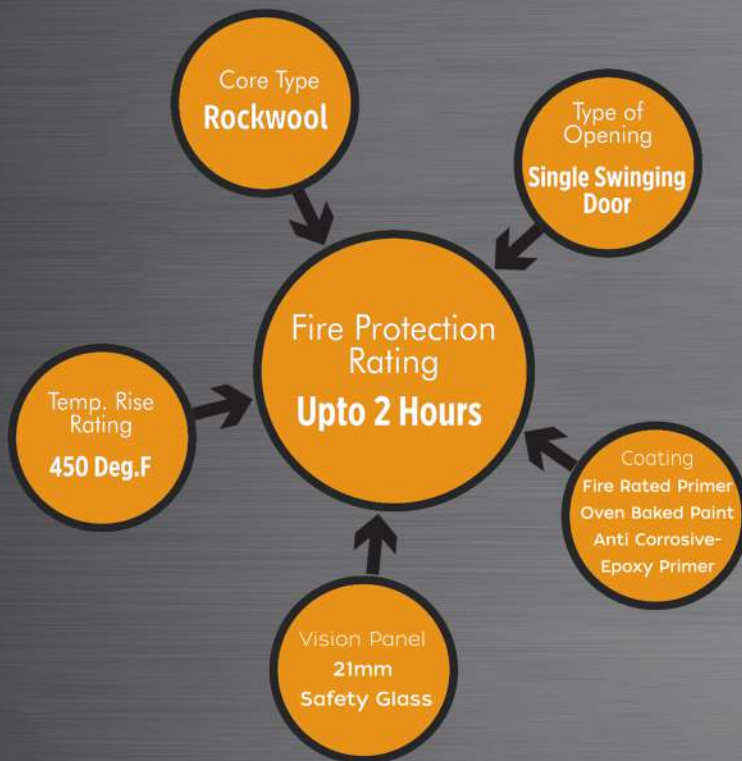 Core Type
Rockwool
Type of
Opening
Single Swinging
Door
Fire Protection
Rating
Upto 2 Hours
Temp. Rise
Rating
450 Deg.F
Coating
Fire Rated Primer
Oven Baked Paint
Anti Corrosive-
Epoxy Primer
Vision Panel
21mm
Safety Glass